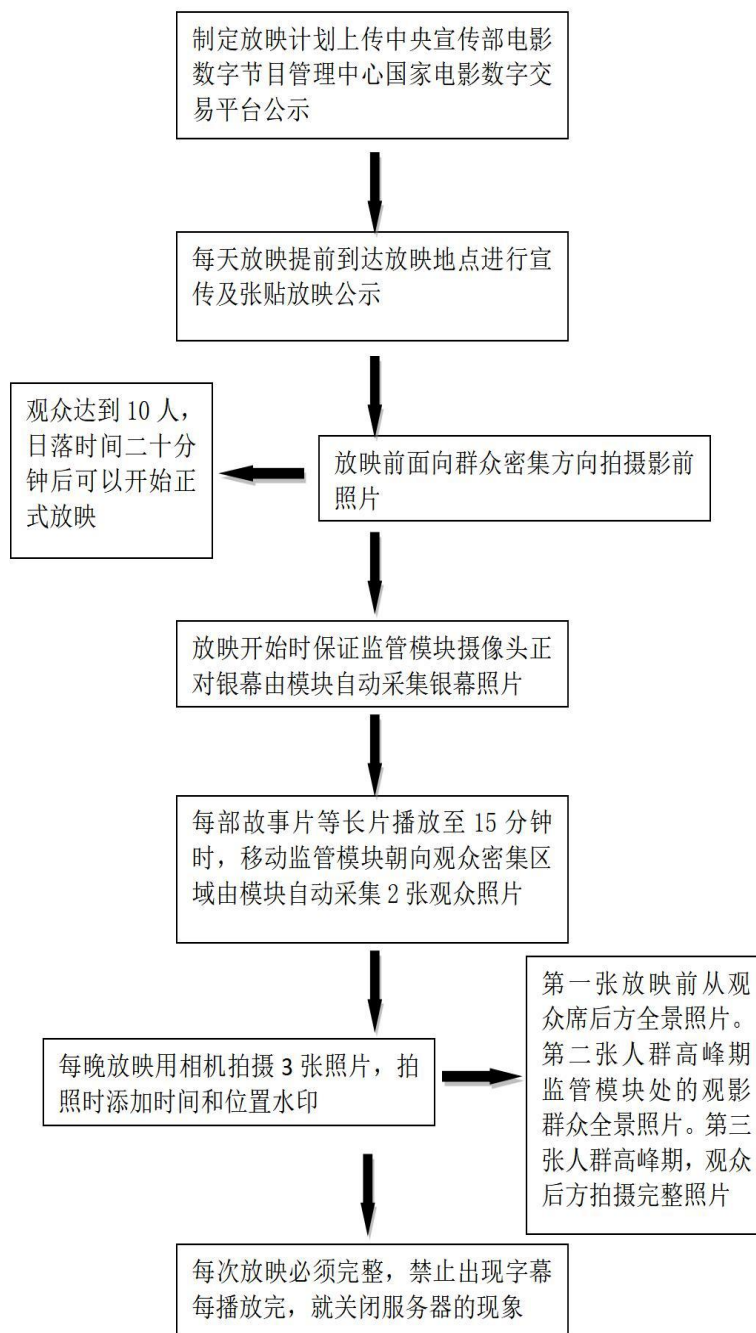 制定放映计划上传中央宣传部电影
数字节目管理中心国家电影数字交
易平台公示
每天放映提前到达放映地点进行宣
传及张贴放映公示
观众达到 10 人，
日落时间二十分
钟后可以开始正
式放映
放映前面向群众密集方向拍摄影前
照片
放映开始时保证监管模块摄像头正
对银幕由模块自动采集银幕照片
每部故事片等长片播放至 15 分钟
时，移动监管模块朝向观众密集区
域由模块自动采集 2 张观众照片
每晚放映用相机拍摄 3 张照片，拍
照时添加时间和位置水印
第一张放映前从观
众席后方全景照片。
第二张人群高峰期
监管模块处的观影
群众全景照片。第三
张人群高峰期，观众
后方拍摄完整照片
每次放映必须完整，禁止出现字幕
每播放完，就关闭服务器的现象